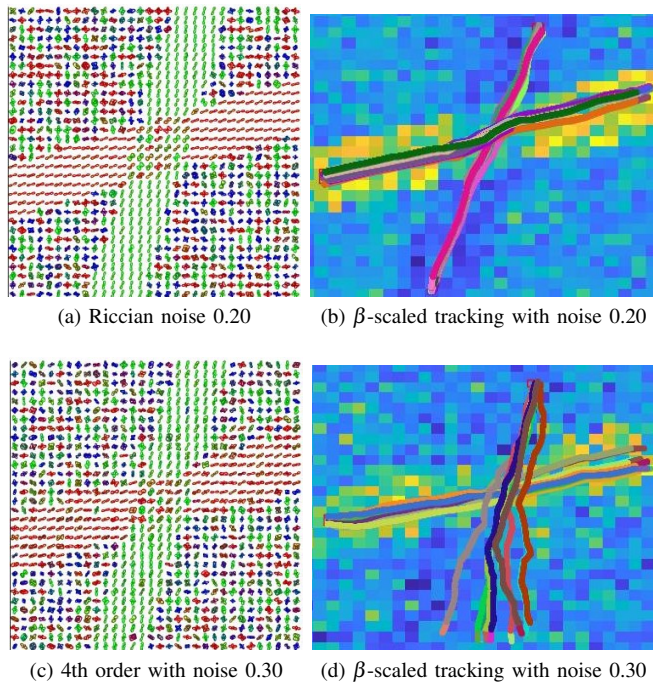 (a) Riccian noise 0.20
(b) β-scaled tracking with noise 0.20
(c) 4th order with noise 0.30
(d) β-scaled tracking with noise 0.30